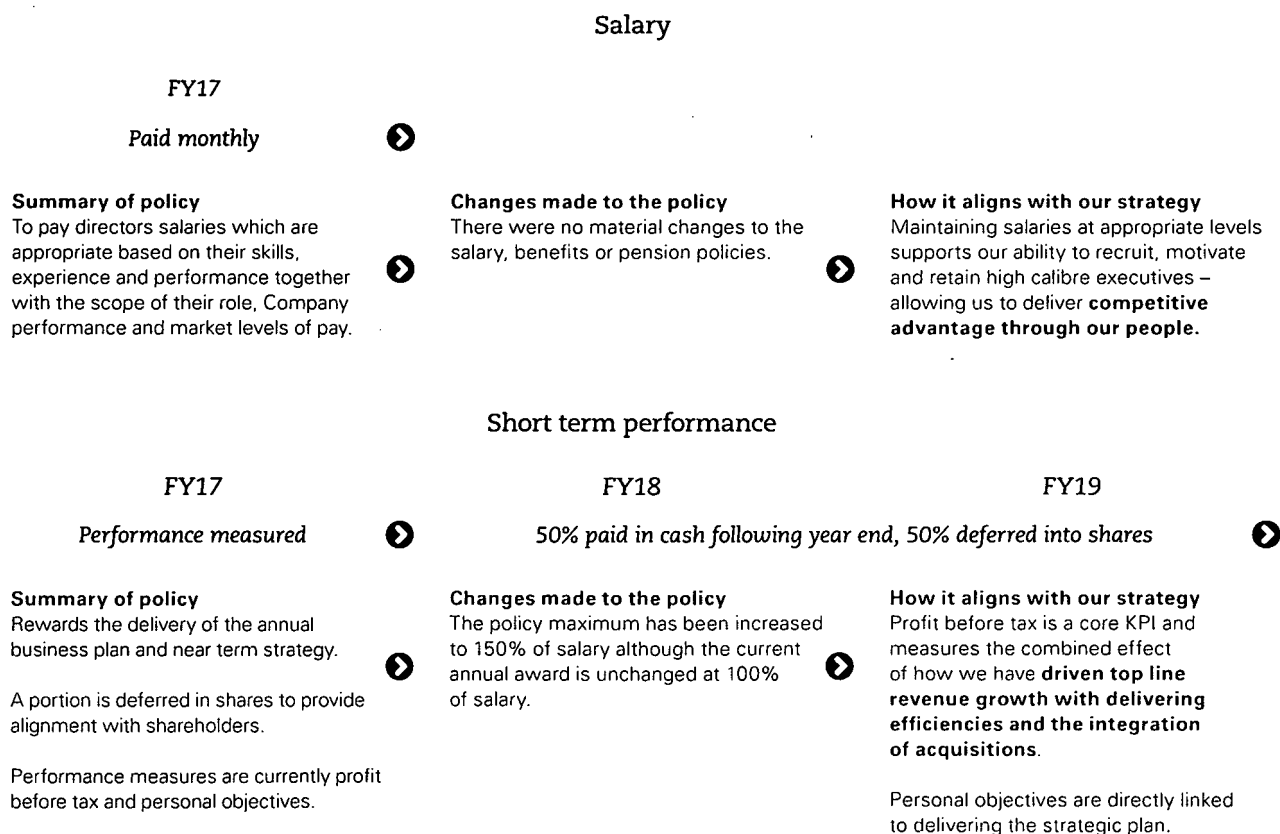 Salary
FY17
Paid monthly
Summary of policy
To pay directors salaries which are
appropriate based on their skills,
experience and performance together
with the scope of their role, Company
performance and market levels of pay.
Changes made to the policy
There were no material changes to the
salary, benefits or pension policies.
How it aligns with our strategy
Maintaining salaries at appropriate levels
supports our ability to recruit, motivate
and retain high calibre executives –
allowing us to deliver competitive
advantage through our people.
Short term performance
FY17
FY18
FY19
Performance measured
50% paid in cash following year end, 50% deferred into shares
Summary of policy
Rewards the delivery of the annual
business plan and near term strategy.
A portion is deferred in shares to provide
alignment with shareholders.
Performance measures are currently profit
before tax and personal objectives.
Changes made to the policy
The policy maximum has been increased
to 150% of salary although the current
annual award is unchanged at 100%
of salary.
How it aligns with our strategy
Profit before tax is a core KPI and
measures the combined effect
of how we have driven top line
revenue growth with delivering
efficiencies and the integration
of acquisitions.
Personal objectives are directly linked
to delivering the strategic plan.